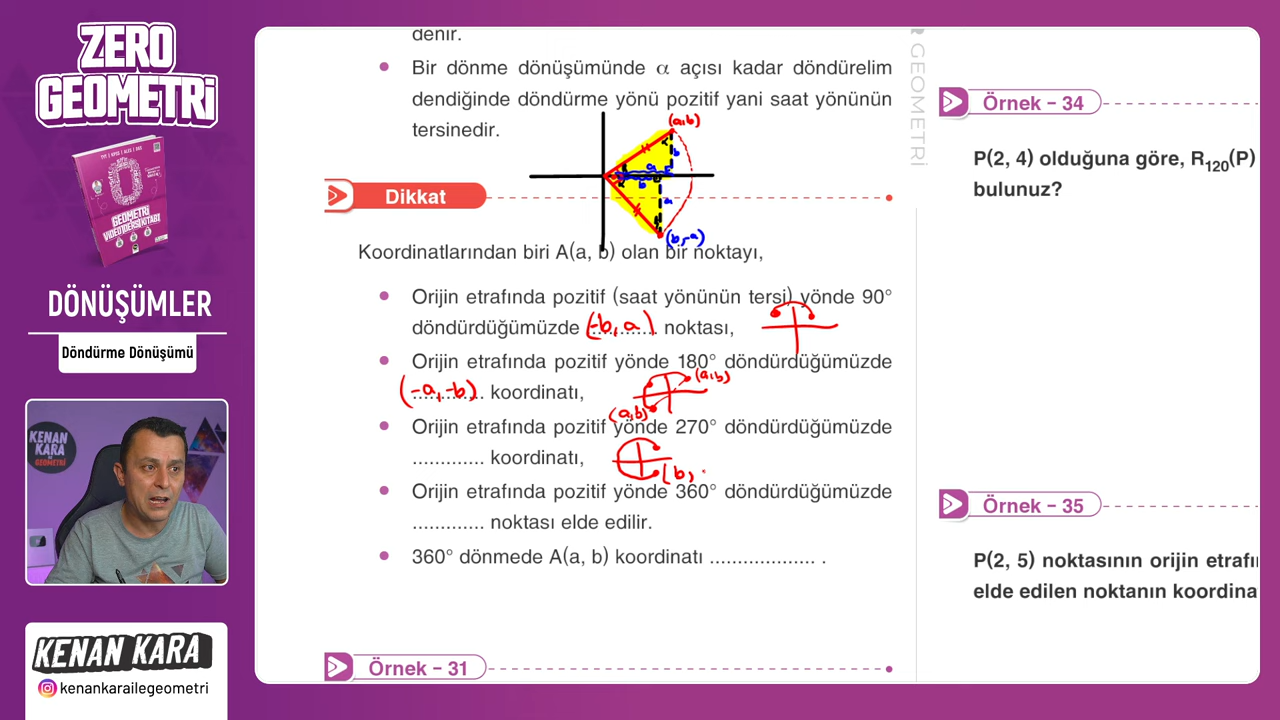 ZERO
GEOMETRİ
GEOMETRİ
VİDEO DERS KİTABI
DÖNÜŞÜMLER
Döndürme Dönüşümü
KENAN
KARA
GEOMETRİ
KENAN KARA
kenankarailegeometri
denir.
• Bir dönme dönüşümünde α açısı kadar döndürelim
dendiğinde döndürme yönü pozitif yani saat yönünün
tersinedir.
(a,b)
b
a
b
a
(b,-a)
Dikkat
Koordinatlarından biri A(a, b) olan bir noktayı,
• Orijin etrafında pozitif (saat yönünün tersi) yönde 90°
döndürdüğümüzde (-b, a) noktası,
• Orijin etrafında pozitif yönde 180° döndürdüğümüzde
(-a, -b) koordinatı,
(a,b)
(a,b)
• Orijin etrafında pozitif yönde 270° döndürdüğümüzde
............. koordinatı,
(b,
• Orijin etrafında pozitif yönde 360° döndürdüğümüzde
............. noktası elde edilir.
• 360° dönmede A(a, b) koordinatı ................... .
Örnek – 31
GEOMETRİ
Örnek – 34
P(2, 4) olduğuna göre, R120(P)
bulunuz?
Örnek – 35
P(2, 5) noktasının orijin etrafı
elde edilen noktanın koordina